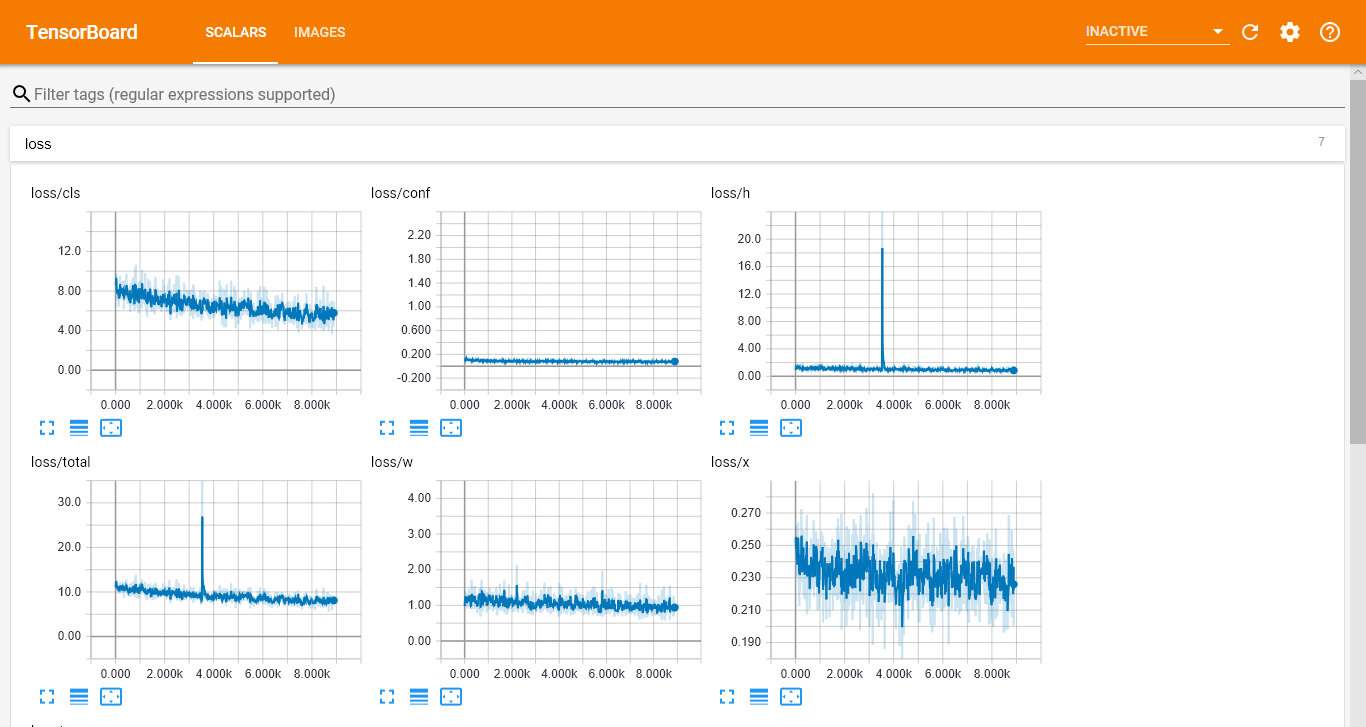 TensorBoard SCALARS IMAGES INACTIVE
Filter tags (regular expressions supported)
loss 7
loss/cls loss/conf loss/h
12.0
8.00
4.00
0.00
0.000 2.000k 4.000k 6.000k 8.000k
2.20
1.80
1.40
1.00
0.600
0.200
-0.200
0.000 2.000k 4.000k 6.000k 8.000k
20.0
16.0
12.0
8.00
4.00
0.00
0.000 2.000k 4.000k 6.000k 8.000k
loss/total loss/w loss/x
30.0
20.0
10.0
0.00
0.000 2.000k 4.000k 6.000k 8.000k
4.00
3.00
2.00
1.00
0.00
0.000 2.000k 4.000k 6.000k 8.000k
0.270
0.250
0.230
0.210
0.190
0.000 2.000k 4.000k 6.000k 8.000k